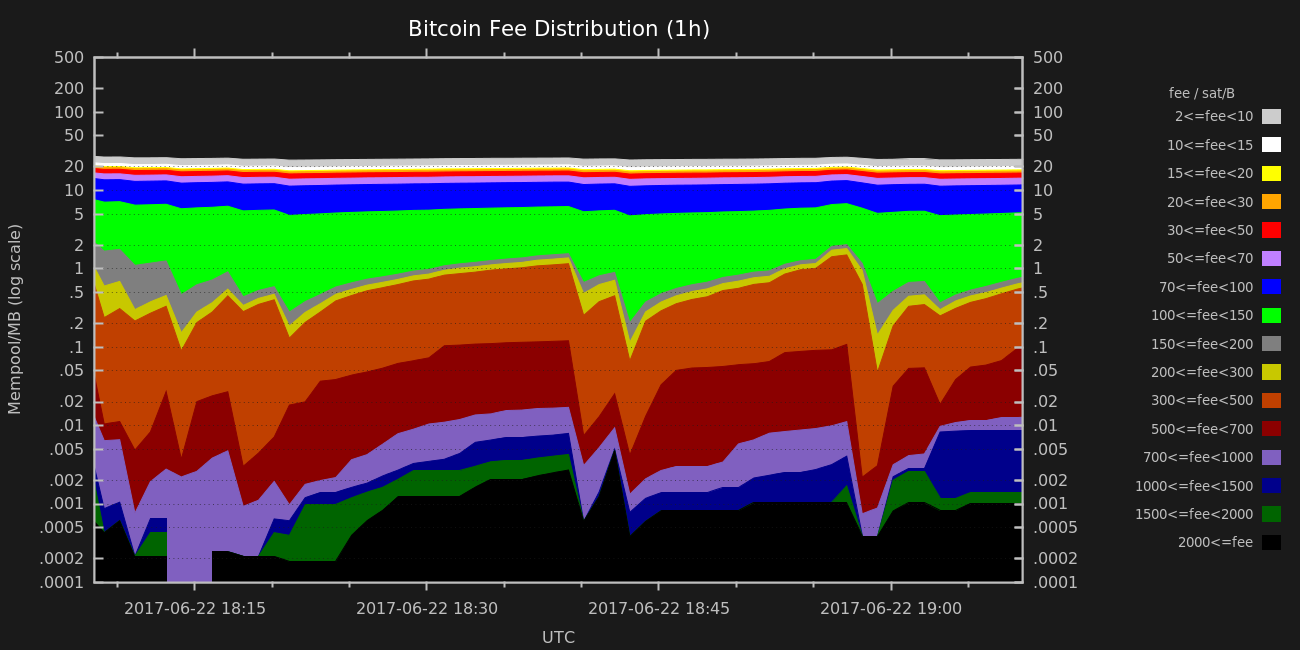 Bitcoin Fee Distribution (1h)
Mempool/MB (log scale)
500
200
100
50
20
10
5
2
1
.5
.2
.1
.05
.02
.01
.005
.002
.001
.0005
.0002
.0001
500
200
100
50
20
10
5
2
1
.5
.2
.1
.05
.02
.01
.005
.002
.001
.0005
.0002
.0001
2017-06-22 18:15
2017-06-22 18:30
2017-06-22 18:45
2017-06-22 19:00
UTC
fee / sat/B
2<=fee<10
10<=fee<15
15<=fee<20
20<=fee<30
30<=fee<50
50<=fee<70
70<=fee<100
100<=fee<150
150<=fee<200
200<=fee<300
300<=fee<500
500<=fee<700
700<=fee<1000
1000<=fee<1500
1500<=fee<2000
2000<=fee